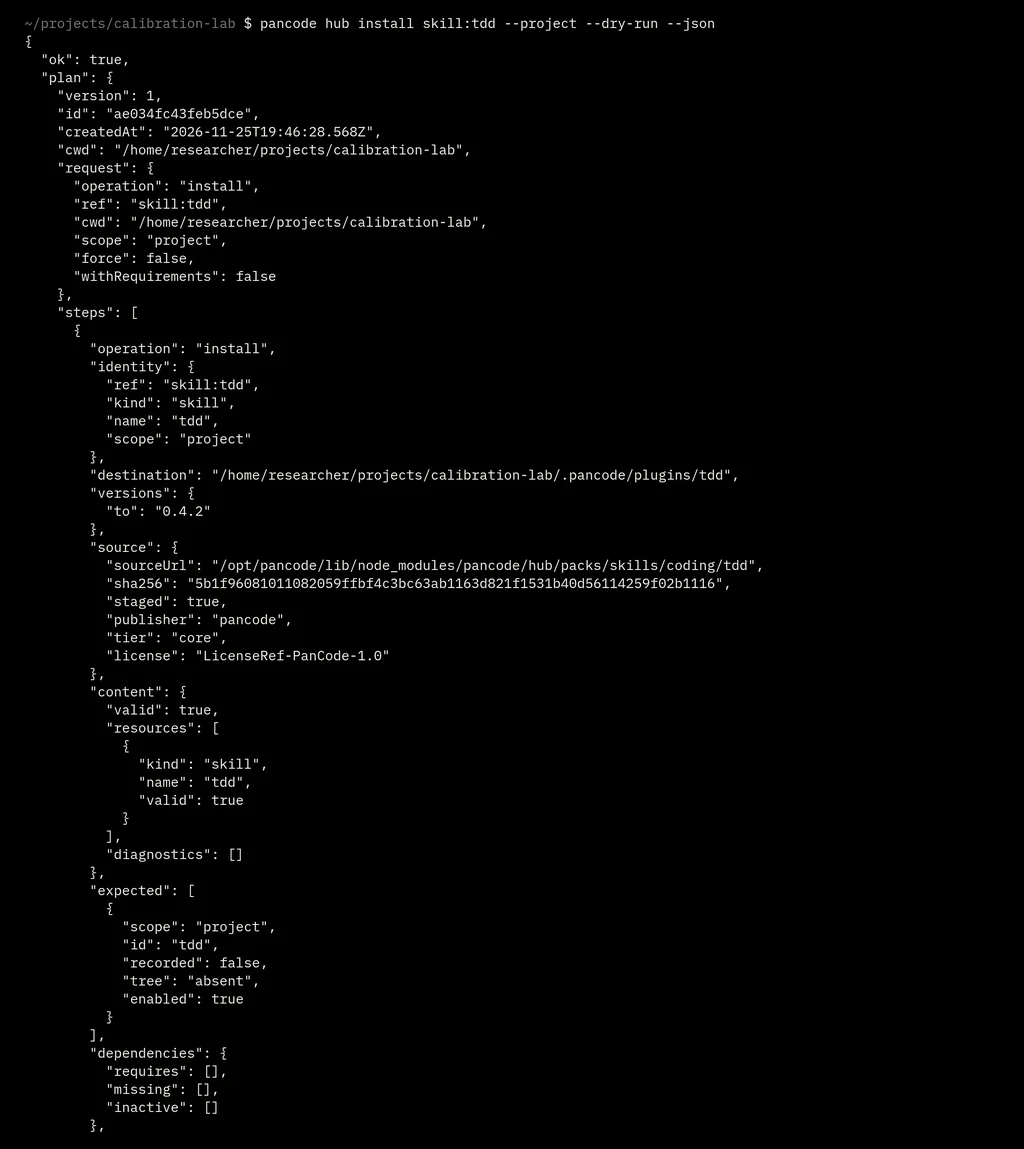 ~/projects/calibration-lab $ pancode hub install skill:tdd --project --dry-run --json
{
  "ok": true,
  "plan": {
    "version": 1,
    "id": "ae034fc43feb5dce",
    "createdAt": "2026-11-25T19:46:28.568Z",
    "cwd": "/home/researcher/projects/calibration-lab",
    "request": {
      "operation": "install",
      "ref": "skill:tdd",
      "cwd": "/home/researcher/projects/calibration-lab",
      "scope": "project",
      "force": false,
      "withRequirements": false
    },
    "steps": [
      {
        "operation": "install",
        "identity": {
          "ref": "skill:tdd",
          "kind": "skill",
          "name": "tdd",
          "scope": "project"
        },
        "destination": "/home/researcher/projects/calibration-lab/.pancode/plugins/tdd",
        "versions": {
          "to": "0.4.2"
        },
        "source": {
          "sourceUrl": "/opt/pancode/lib/node_modules/pancode/hub/packs/skills/coding/tdd",
          "sha256": "5b1f96081011082059ffbf4c3bc63ab1163d821f1531b40d56114259f02b1116",
          "staged": true,
          "publisher": "pancode",
          "tier": "core",
          "license": "LicenseRef-PanCode-1.0"
        },
        "content": {
          "valid": true,
          "resources": [
            {
              "kind": "skill",
              "name": "tdd",
              "valid": true
            }
          ],
          "diagnostics": []
        },
        "expected": [
          {
            "scope": "project",
            "id": "tdd",
            "recorded": false,
            "tree": "absent",
            "enabled": true
          }
        ],
        "dependencies": {
          "requires": [],
          "missing": [],
          "inactive": []
        },